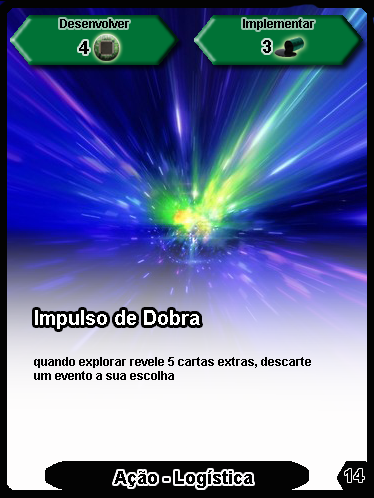 Desenvolver
4
Implementar
3
Impulso de Dobra
quando explorar revele 5 cartas extras, descarte
um evento a sua escolha
Ação - Logística
14